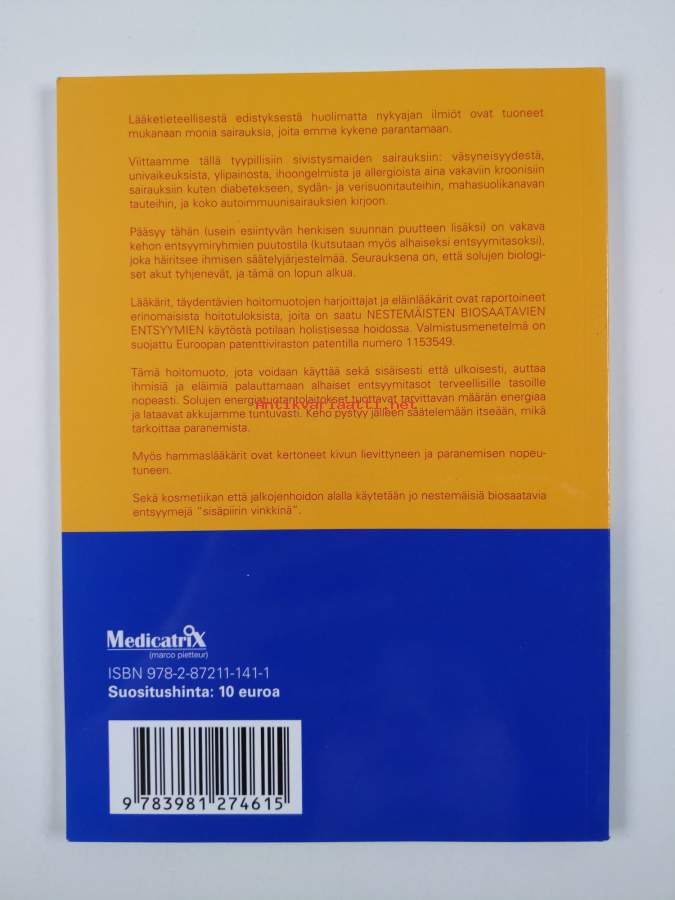 Lääketieteellisestä edistyksestä huolimatta nykyajan ilmiöt ovat tuoneet
mukanaan monia sairauksia, joita emme kykene parantamaan.
Viittaamme tällä tyypillisiin sivistysmaiden sairauksiin: väsyneisyydestä,
univaikeuksista, ylipainosta, ihoongelmista ja allergioista aina vakaviin kroonisiin
sairauksiin kuten diabetekseen, sydän- ja verisuonitauteihin, mahasuolikanavan
tauteihin, ja koko autoimmuunisairauksien kirjoon.
Pääsyy tähän (usein esiintyvän henkisen suunnan puutteen lisäksi) on vakava
kehon entsyymiryhmien puutostila (kutsutaan myös alhaiseksi entsyymitasoksi),
joka häiritsee ihmisen säätelyjärjestelmää. Seurauksena on, että solujen biologi-
set akut tyhjenevät, ja tämä on lopun alkua.
Lääkärit, täydentävien hoitomuotojen harjoittajat ja eläinlääkärit ovat raportoineet
erinomaisista hoitotuloksista, joita on saatu NESTEMÄISTEN BIOSAATAVIEN
ENTSYYMIEN käytöstä potilaan holistisessa hoidossa. Valmistusmenetelmä on
suojattu Euroopan patenttiviraston patentilla numero 1153549.
Tämä hoitomuoto, jota voidaan käyttää sekä sisäisesti että ulkoisesti, auttaa
ihmisiä ja eläimiä palauttamaan alhaiset entsyymitasot terveellisille tasoille
nopeasti. Solujen energiatuotantolaitokset tuottavat tarvittavan määrän energiaa
ja lataavat akkujamme tuntuvasti. Keho pystyy jälleen säätelemään itseään, mikä
tarkoittaa paranemista.
Antikvariaatti.net
Myös hammaslääkärit ovat kertoneet kivun lievittyneen ja paranemisen nopeu-
tuneen.
Sekä kosmetiikan että jalkojenhoidon alalla käytetään jo nestemäisiä biosaatavia
entsyymejä "sisäpiirin vinkkinä".
Medicatrix
(marco pietteur)
ISBN 978-2-87211-141-1
Suositushinta: 10 euroa
9 783981 274615